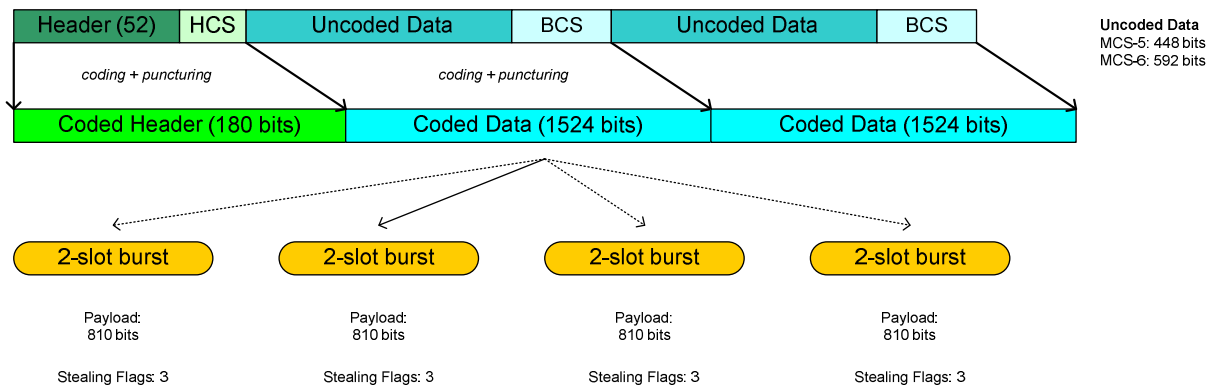 Header (52) HCS Uncoded Data BCS Uncoded Data BCS
Uncoded Data
MCS-5: 448 bits
MCS-6: 592 bits
coding + puncturing coding + puncturing
Coded Header (180 bits) Coded Data (1524 bits) Coded Data (1524 bits)
2-slot burst 2-slot burst 2-slot burst 2-slot burst
Payload: Payload: Payload: Payload:
810 bits 810 bits 810 bits 810 bits
Stealing Flags: 3 Stealing Flags: 3 Stealing Flags: 3 Stealing Flags: 3